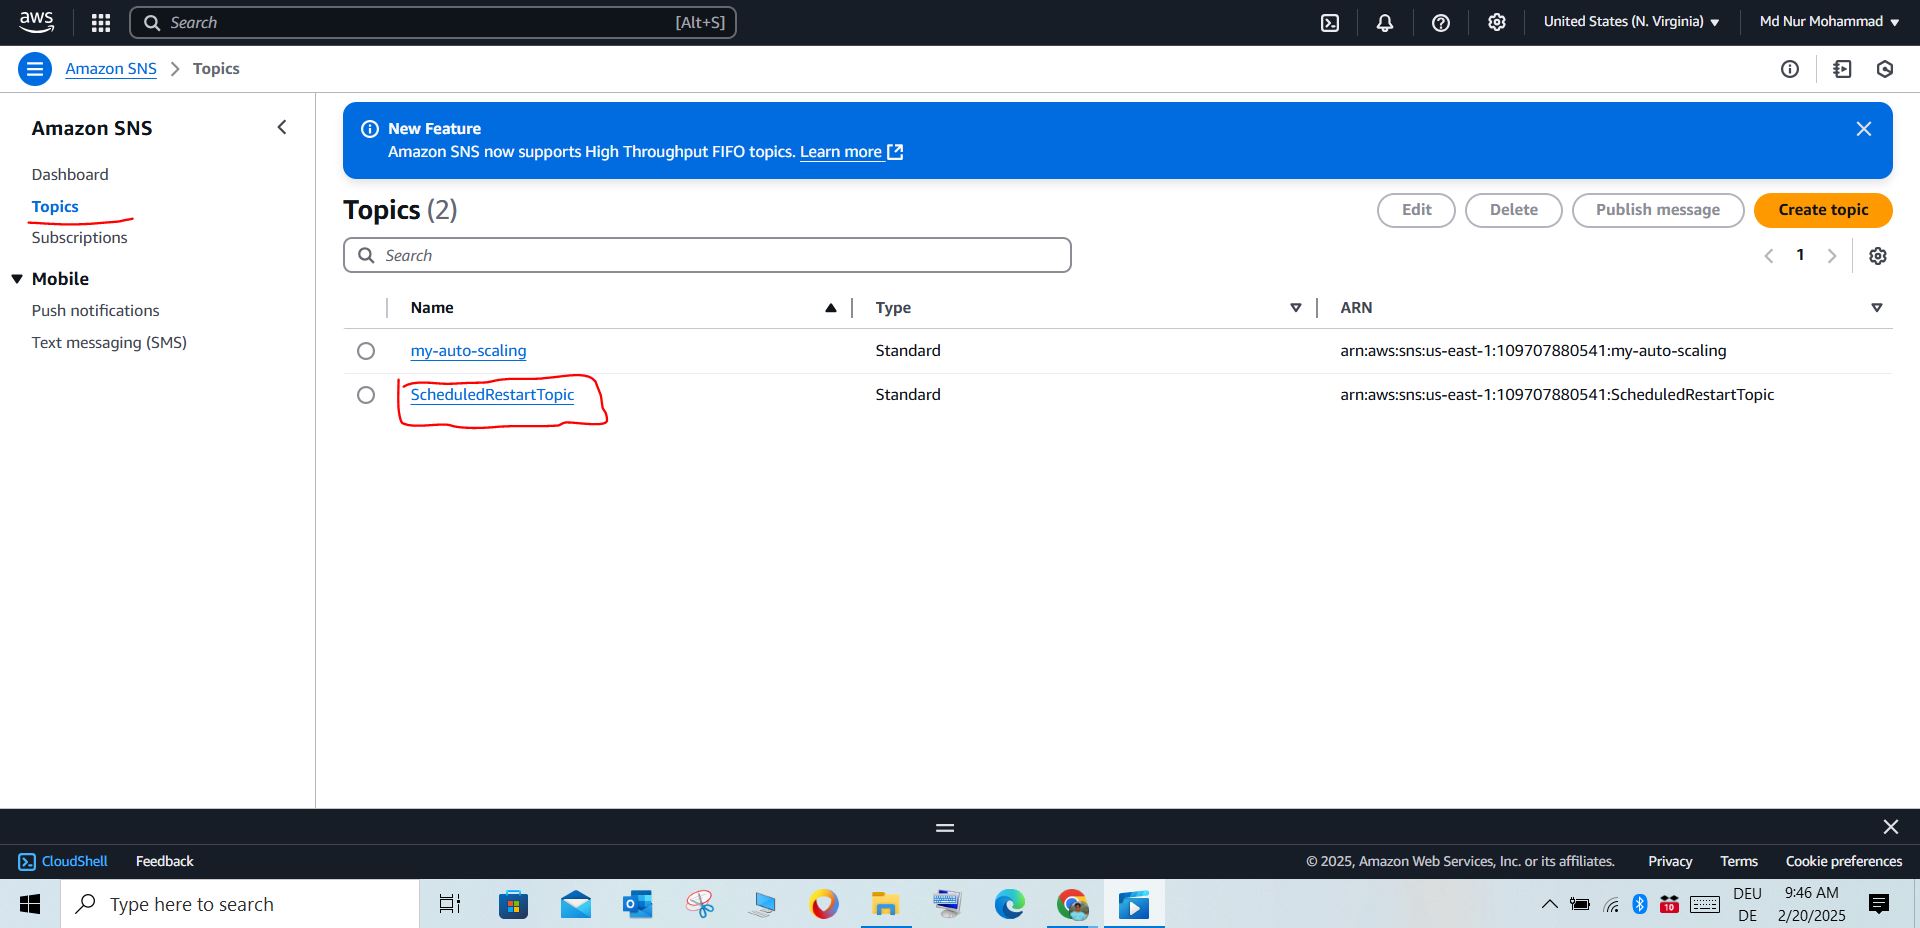 aws Search [Alt+S] United States (N. Virginia) Md Nur Mohammad
Amazon SNS Topics
Amazon SNS
Dashboard
Topics
Subscriptions
Mobile
Push notifications
Text messaging (SMS)
New Feature
Amazon SNS now supports High Throughput FIFO topics. Learn more
Topics (2) Edit Delete Publish message Create topic
Search 1
Name Type ARN
my-auto-scaling Standard arn:aws:sns:us-east-1:109707880541:my-auto-scaling
ScheduledRestartTopic Standard arn:aws:sns:us-east-1:109707880541:ScheduledRestartTopic
CloudShell Feedback © 2025, Amazon Web Services, Inc. or its affiliates. Privacy Terms Cookie preferences
Type here to search 10 DEU 9:46 AM
DE 2/20/2025